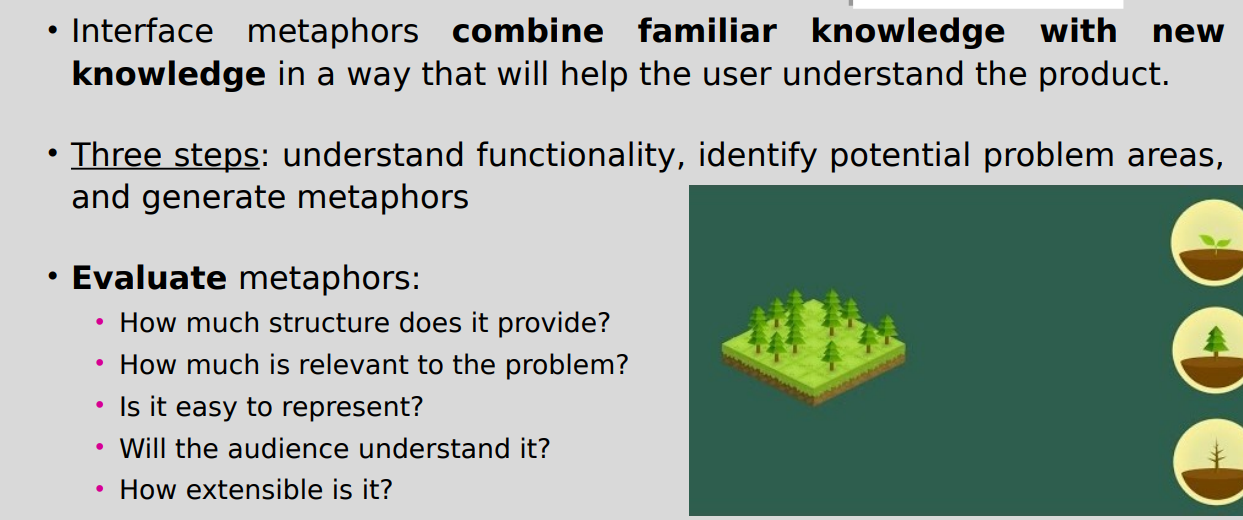 • Interface metaphors combine familiar knowledge with new
knowledge in a way that will help the user understand the product.
• Three steps: understand functionality, identify potential problem areas,
and generate metaphors
• Evaluate metaphors:
• How much structure does it provide?
• How much is relevant to the problem?
• Is it easy to represent?
• Will the audience understand it?
• How extensible is it?